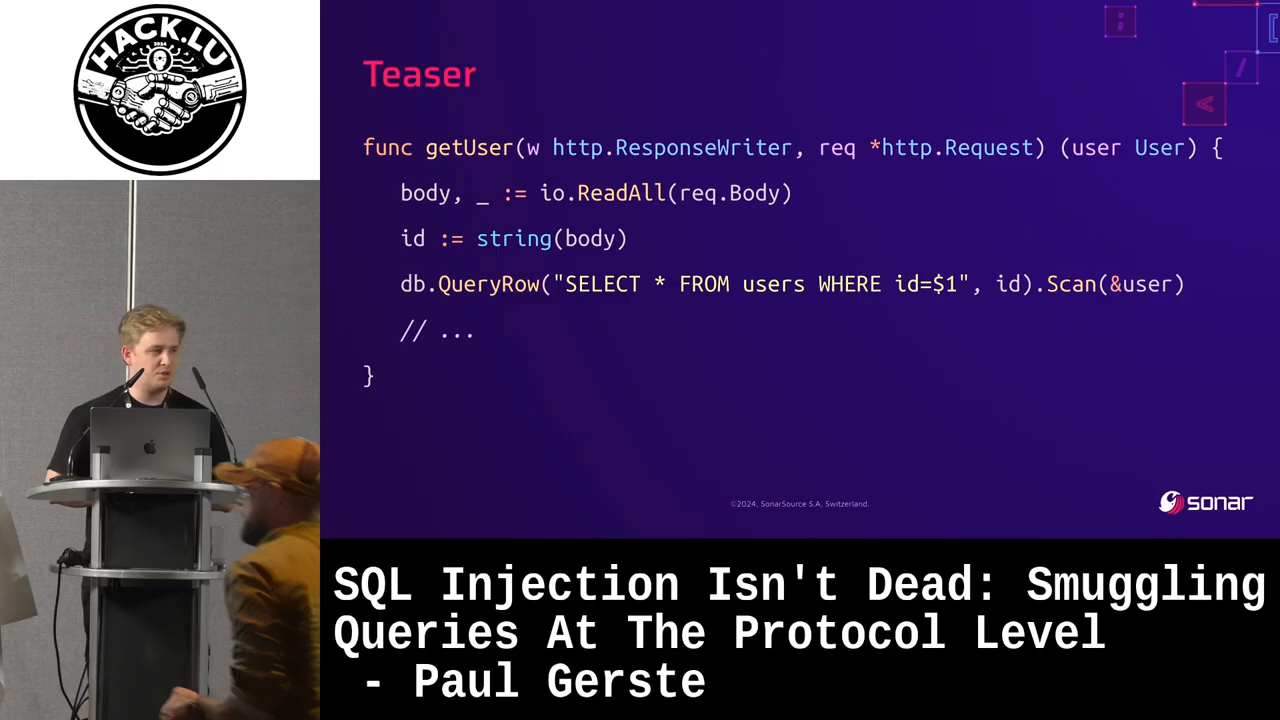 HACK.LU
2024
Teaser
;
[
/
<
func getUser(w http.ResponseWriter, req *http.Request) (user User) {
body, _ := io.ReadAll(req.Body)
id := string(body)
db.QueryRow("SELECT * FROM users WHERE id=$1", id).Scan(&user)
// ...
}
©2024, SonarSource S.A, Switzerland.
sonar
SQL Injection Isn't Dead: Smuggling
Queries At The Protocol Level
- Paul Gerste